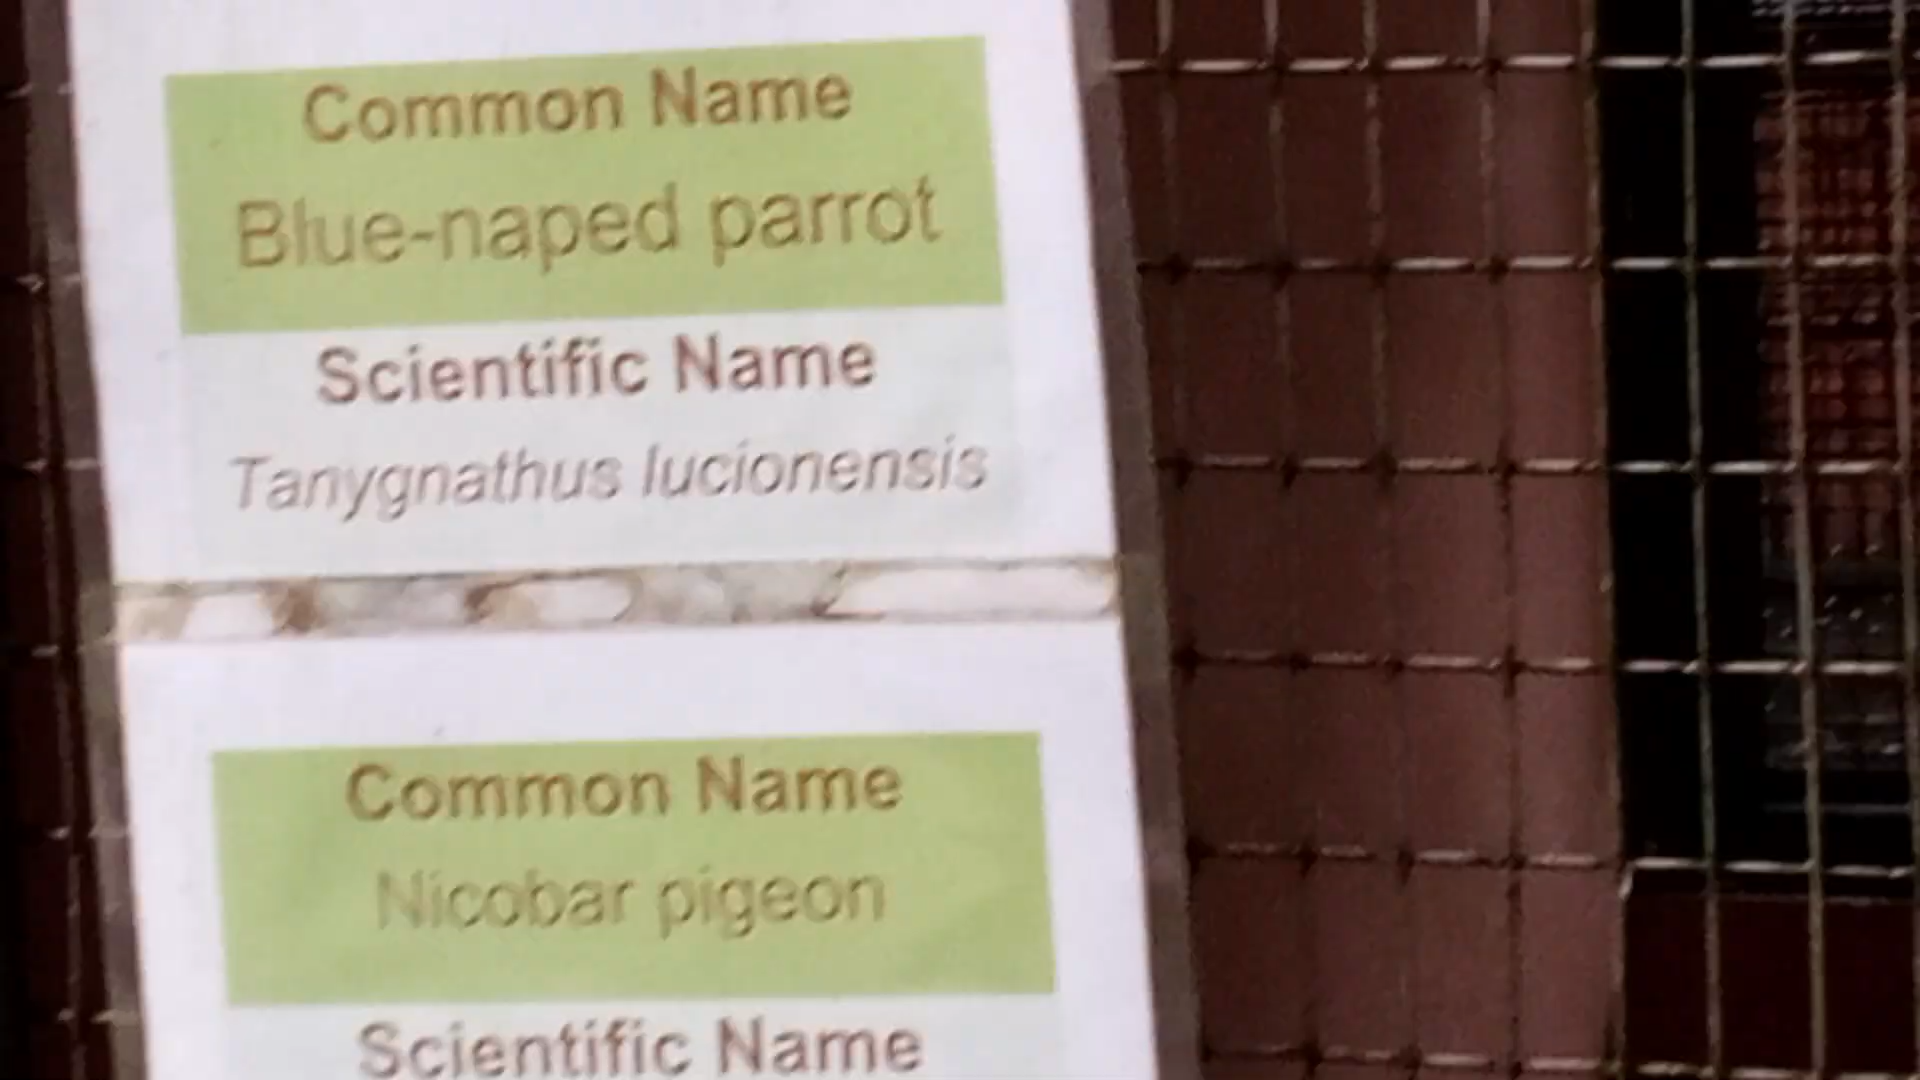 Common Name
Blue-naped parrot
Scientific Name
Tanygnathus lucionensis
Common Name
Nicobar pigeon
Scientific Name